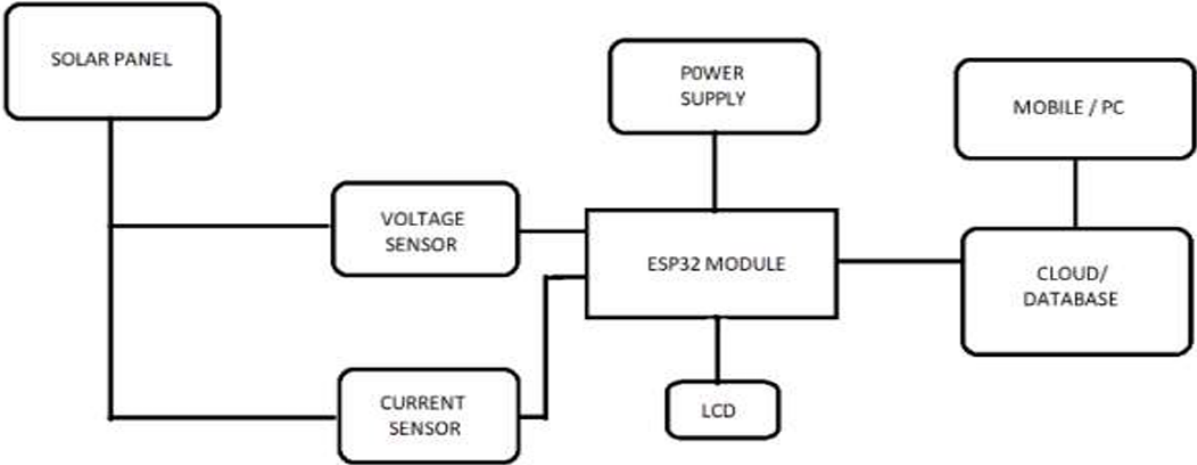 SOLAR PANEL
P0WER
SUPPLY
MOBILE / PC
VOLTAGE
SENSOR
ESP32 MODULE
CLOUD/
DATABASE
CURRENT
SENSOR
LCD